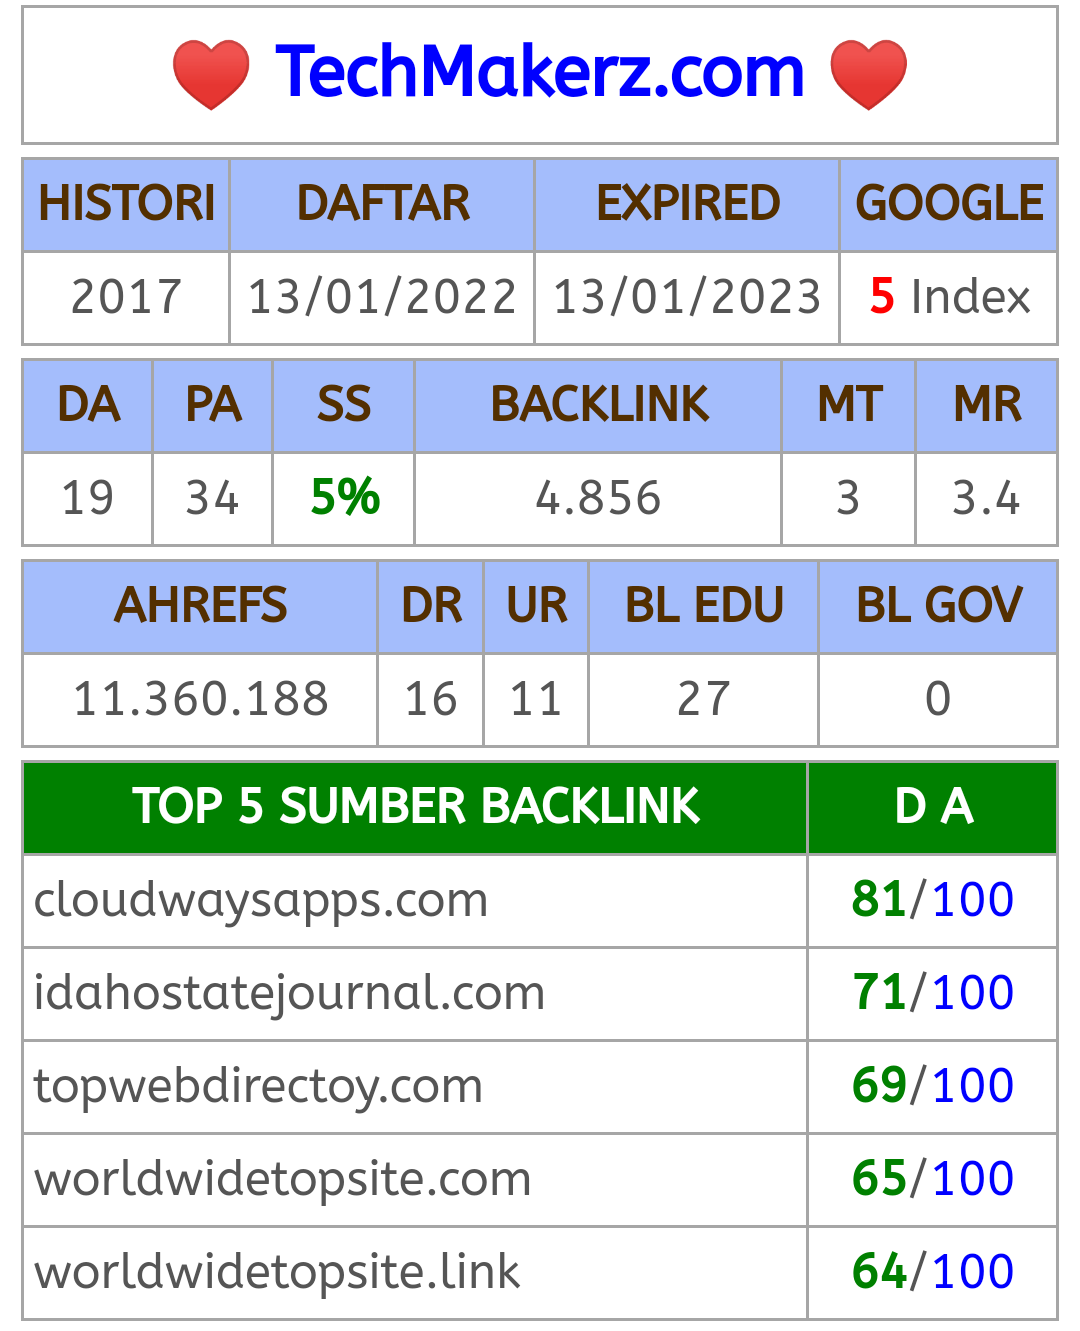 TechMakerz.com
HISTORI DAFTAR EXPIRED GOOGLE
2017 13/01/2022 13/01/2023 5 Index
DA PA SS BACKLINK MT MR
19 34 5% 4.856 3 3.4
AHREFS DR UR BL EDU BL GOV
11.360.188 16 11 27 0
TOP 5 SUMBER BACKLINK D A
cloudwaysapps.com 81/100
idahostatejournal.com 71/100
topwebdirectoy.com 69/100
worldwidetopsite.com 65/100
worldwidetopsite.link 64/100